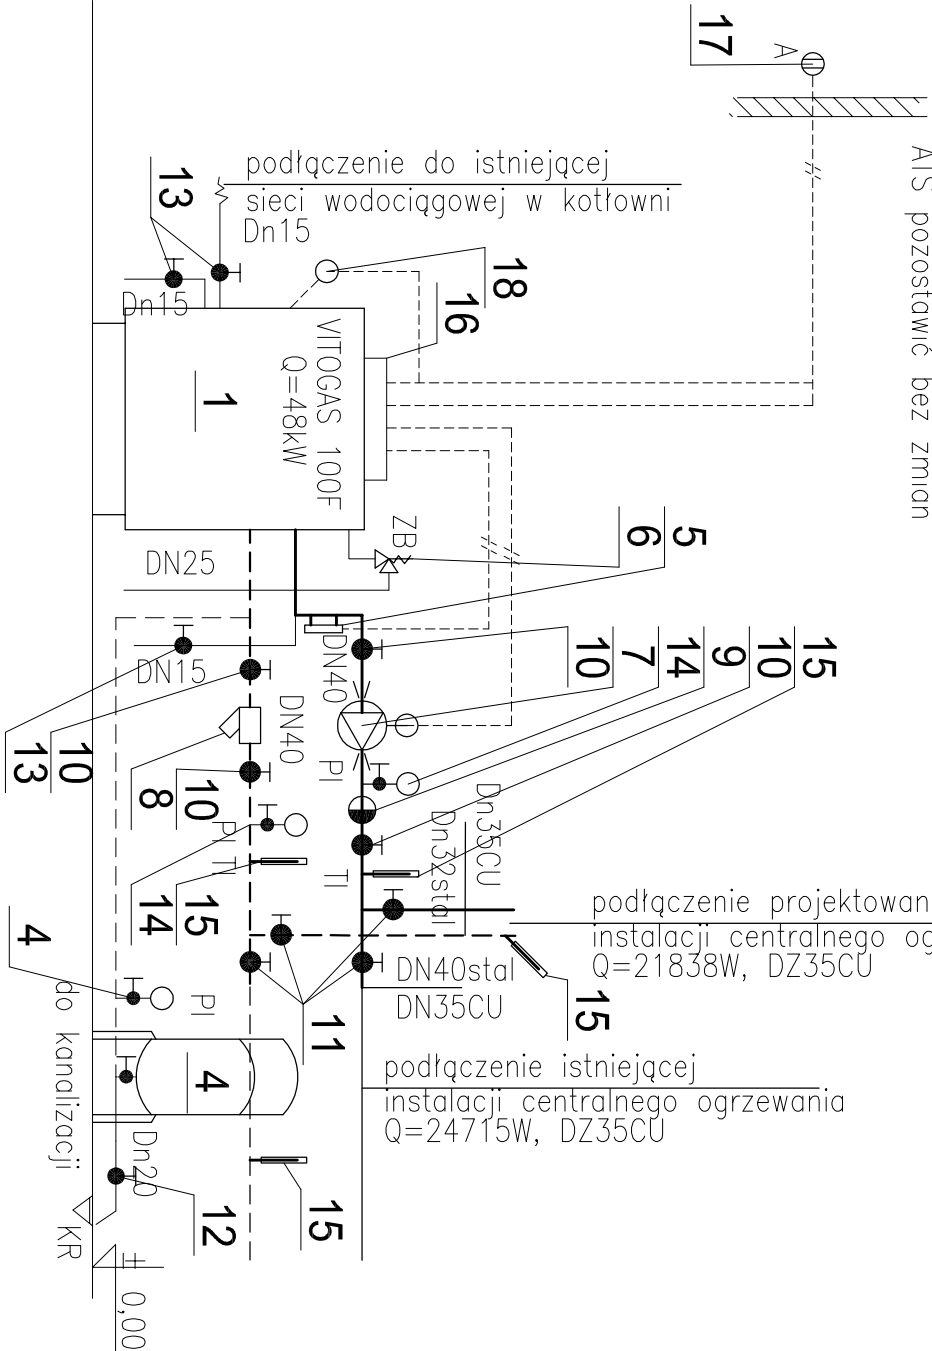 17
A
AIS pozostawić bez zmian
podłączenie do istniejącej
sieci wodociągowej w kotłowni
Dn15
13
Dn15
18
16
VITOGAS 100F
Q=48kW
1
ZB
5
6
DN25
DN15
DN40
DN40
10
7
14
9
10
15
10
13
8
10
PI
PI
TI
TI
14
15
Dn35CU
Dn32stal
podłączenie projektowan
instalacji centralnego og
Q=21838W, DZ35CU
15
DN40stal
DN35CU
11
4
PI
do kanalizacji
4
podłączenie istniejącej
instalacji centralnego ogrzewania
Q=24715W, DZ35CU
Dn20
12
15
KR
± 0,00